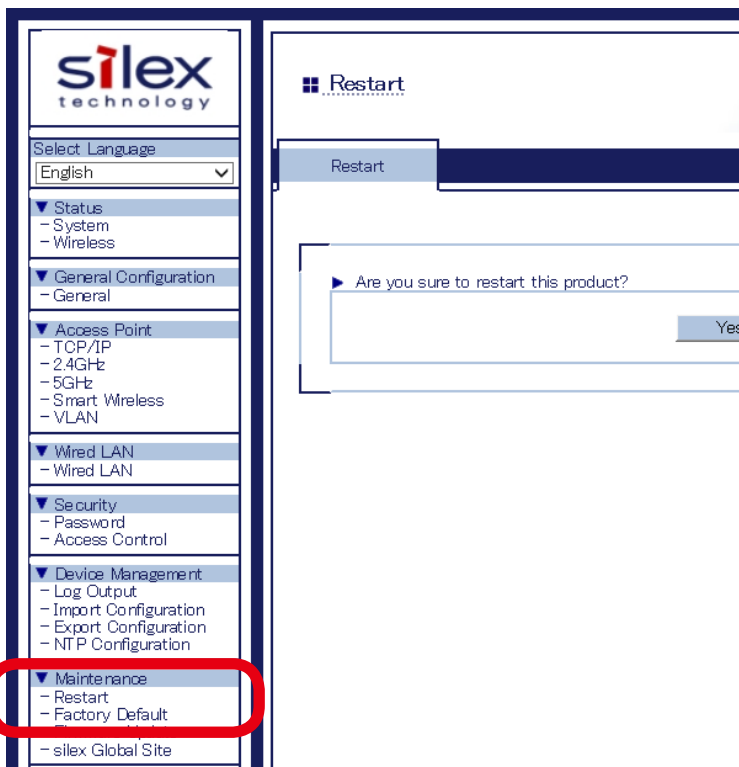 silex
technology
Select Language
English
▼ Status
- System
- Wireless
▼ General Configuration
- General
▼ Access Point
- TCP/IP
- 2.4GHz
- 5GHz
- Smart Wireless
- VLAN
▼ Wired LAN
- Wired LAN
▼ Security
- Password
- Access Control
▼ Device Management
- Log Output
- Import Configuration
- Export Configuration
- NTP Configuration
▼ Maintenance
- Restart
- Factory Default
- silex Global Site
Restart
Restart
Are you sure to restart this product?
Yes